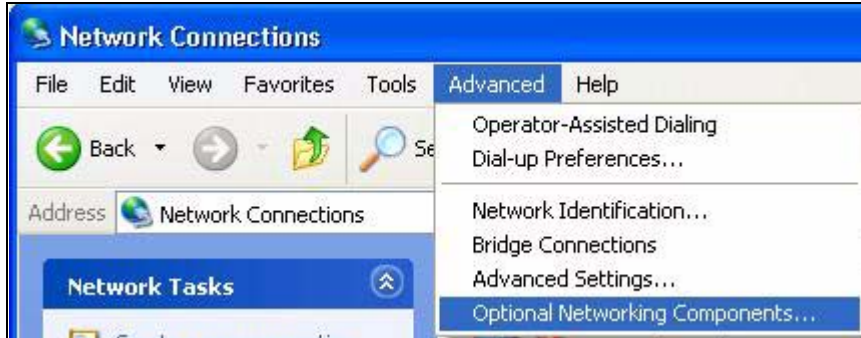 Network Connections
File Edit View Favorites Tools Advanced Help
Back
Operator-Assisted Dialing
Dial-up Preferences...
Address Network Connections
Network Identification...
Bridge Connections
Advanced Settings...
Optional Networking Components...
Network Tasks